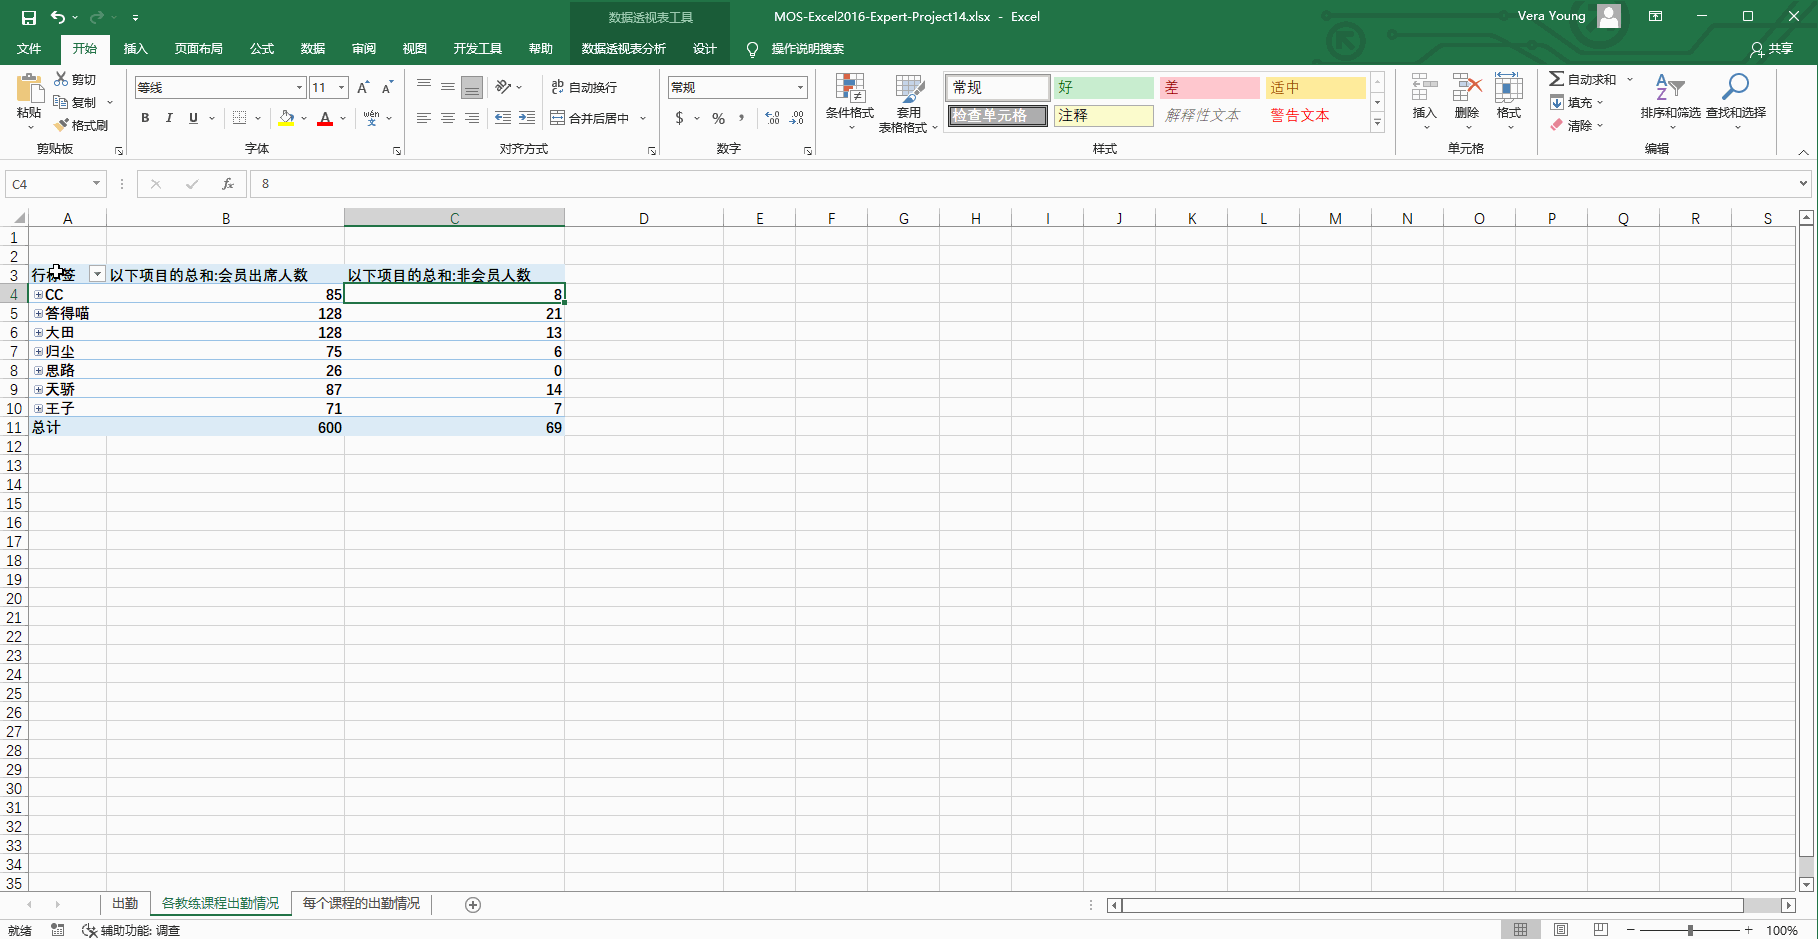 数据透视表工具
MOS-Excel2016-Expert-Project14.xlsx - Excel
Vera Young
文件 开始 插入 页面布局 公式 数据 审阅 视图 开发工具 帮助 数据透视表分析 设计 操作说明搜索 共享
粘贴 剪切 复制 格式刷 剪贴板
等线 11 B I U A wén 变 字体
自动换行 合并后居中 对齐方式
常规 $ % 数字
条件格式 套用 表格格式
常规 好 差 适中
检查单元格 注释 解释性文本 警告文本
样式
插入 删除 格式 单元格
自动求和 填充 清除 排序和筛选 查找和选择 编辑
C4 fx 8
A B C D E F G H I J K L M N O P Q R S
1
2
3 行标签 以下项目的总和:会员出席人数 以下项目的总和:非会员人数
4 CC 85 8
5 答得喵 128 21
6 大田 128 13
7 归尘 75 6
8 思路 26 0
9 天骄 87 14
10 王子 71 7
11 总计 600 69
12
13
14
15
16
17
18
19
20
21
22
23
24
25
26
27
28
29
30
31
32
33
34
35
出勤 各教练课程出勤情况 每个课程的出勤情况
就绪 辅助功能: 调查 100%